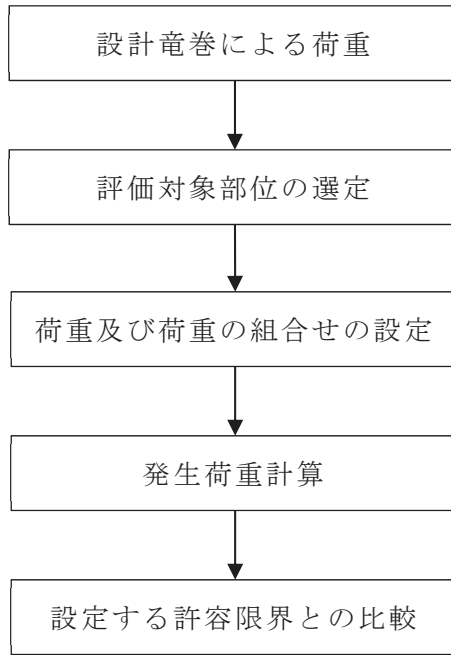 設計竜巻による荷重
評価対象部位の選定
荷重及び荷重の組合せの設定
発生荷重計算
設定する許容限界との比較